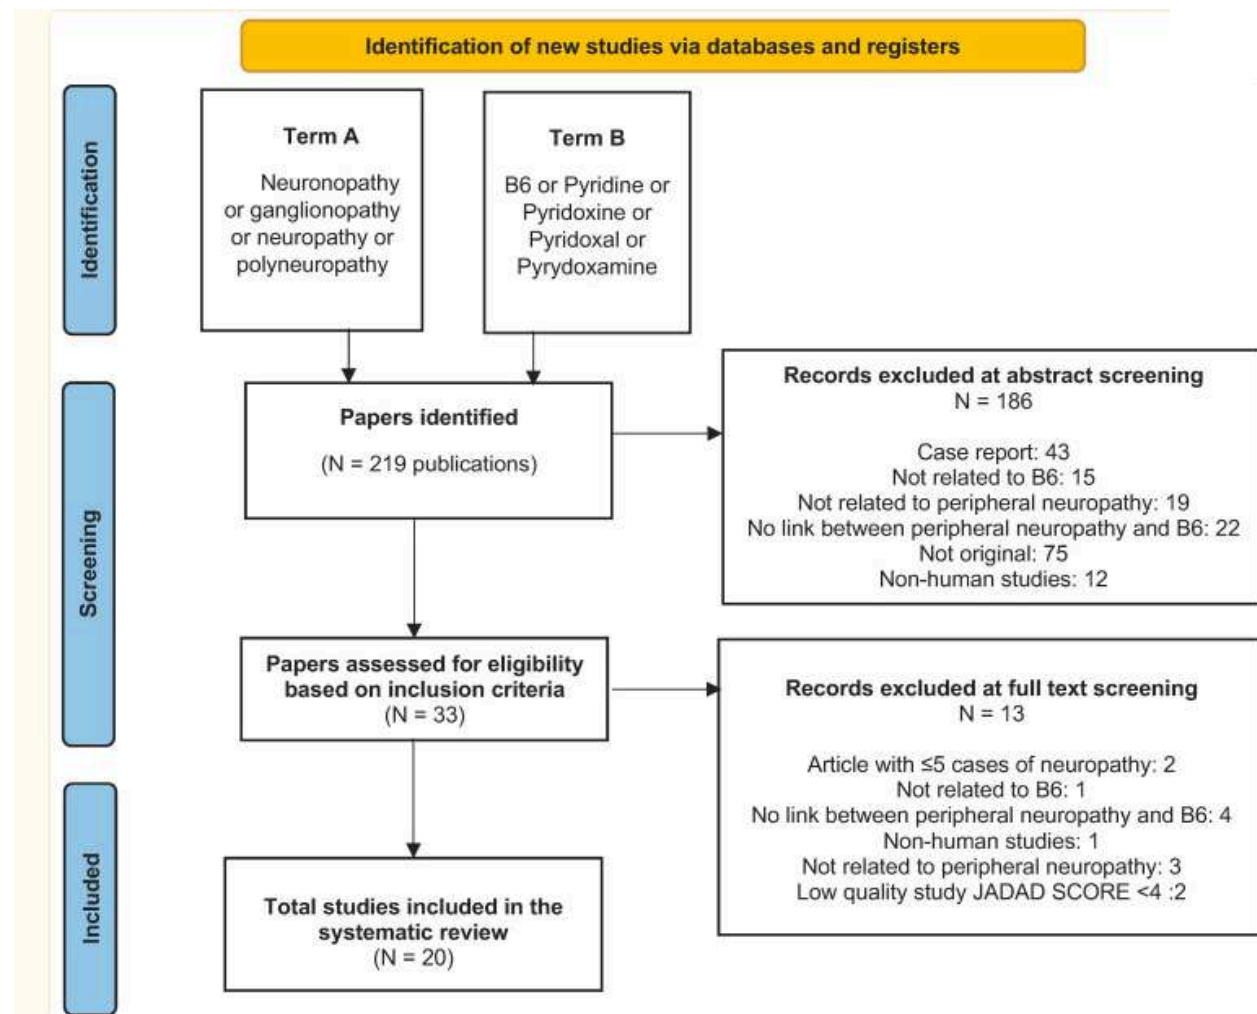 Identification of new studies via databases and registers
Identification
Term A
Neuronopathy
or ganglionopathy
or neuropathy or
polyneuropathy
Term B
B6 or Pyridine or
Pyridoxine or
Pyridoxal or
Pyrydoxamine
Screening
Papers identified
(N = 219 publications)
Records excluded at abstract screening
N = 186
Case report: 43
Not related to B6: 15
Not related to peripheral neuropathy: 19
No link between peripheral neuropathy and B6: 22
Not original: 75
Non-human studies: 12
Papers assessed for eligibility
based on inclusion criteria
(N = 33)
Records excluded at full text screening
N = 13
Article with ≤5 cases of neuropathy: 2
Not related to B6: 1
No link between peripheral neuropathy and B6: 4
Non-human studies: 1
Not related to peripheral neuropathy: 3
Low quality study JADAD SCORE <4 :2
Included
Total studies included in the
systematic review
(N = 20)